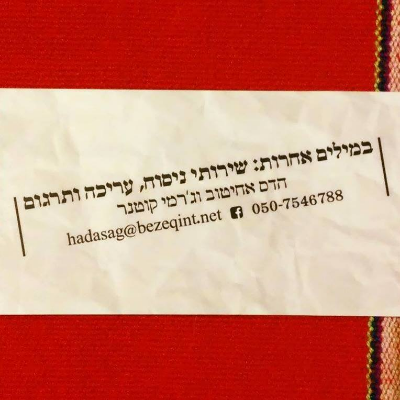 במילים אחרות: שירותי ניסוח, עריכה ותרגום
הדס אחיטוב וג'רמי קוטנר
hadasag@bezeqint.net 050-7546788